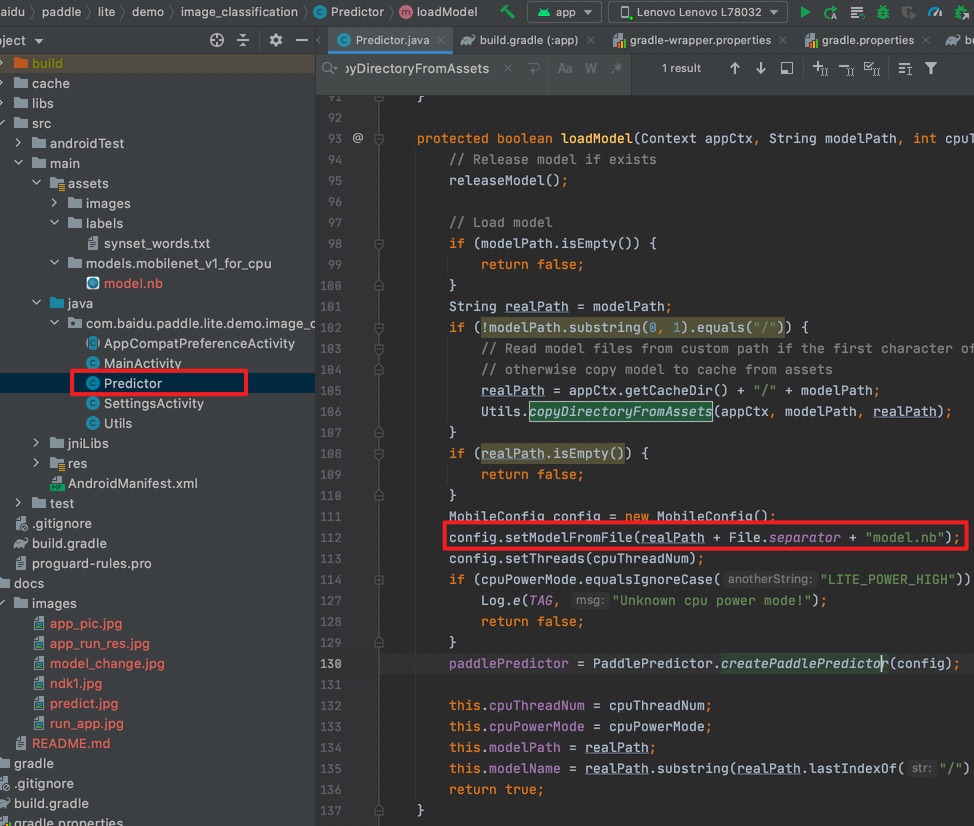 aidu paddle lite demo image_classification Predictor loadModel app Lenovo Lenovo L78032
ject Predictor.java build.gradle (:app) gradle-wrapper.properties gradle.properties
pyDirectoryFromAssets Aa W .* 1 result
build
cache
libs
src
androidTest
main
assets
images
labels
synset_words.txt
models.mobilenet_v1_for_cpu
model.nb
java
com.baidu.paddle.lite.demo.image_c
AppCompatPreferenceActivity
MainActivity
Predictor
SettingsActivity
Utils
jniLibs
res
AndroidManifest.xml
test
.gitignore
build.gradle
proguard-rules.pro
docs
images
app_pic.jpg
app_run_res.jpg
model_change.jpg
ndk1.jpg
predict.jpg
run_app.jpg
README.md
gradle
.gitignore
build.gradle
gradle.properties
91 }
92
93 @ protected boolean loadModel(Context appCtx, String modelPath, int cpuT
94 // Release model if exists
95 releaseModel();
96
97 // Load model
98 if (modelPath.isEmpty()) {
99 return false;
100 }
101 String realPath = modelPath;
102 if (!modelPath.substring(0, 1).equals("/")) {
103 // Read model files from custom path if the first character of
104 // otherwise copy model to cache from assets
105 realPath = appCtx.getCacheDir() + "/" + modelPath;
106 Utils.copyDirectoryFromAssets(appCtx, modelPath, realPath);
107 }
108 if (realPath.isEmpty()) {
109 return false;
110 }
111 MobileConfig config = new MobileConfig();
112 config.setModelFromFile(realPath + File.separator + "model.nb");
113 config.setThreads(cpuThreadNum);
114 if (cpuPowerMode.equalsIgnoreCase( anotherString: "LITE_POWER_HIGH"))
127 Log.e(TAG, msg: "Unknown cpu power mode!");
128 return false;
129 }
130 paddlePredictor = PaddlePredictor.createPaddlePredictor(config);
131
132 this.cpuThreadNum = cpuThreadNum;
133 this.cpuPowerMode = cpuPowerMode;
134 this.modelPath = realPath;
135 this.modelName = realPath.substring(realPath.lastIndexOf( str: "/")
136 return true;
137 }